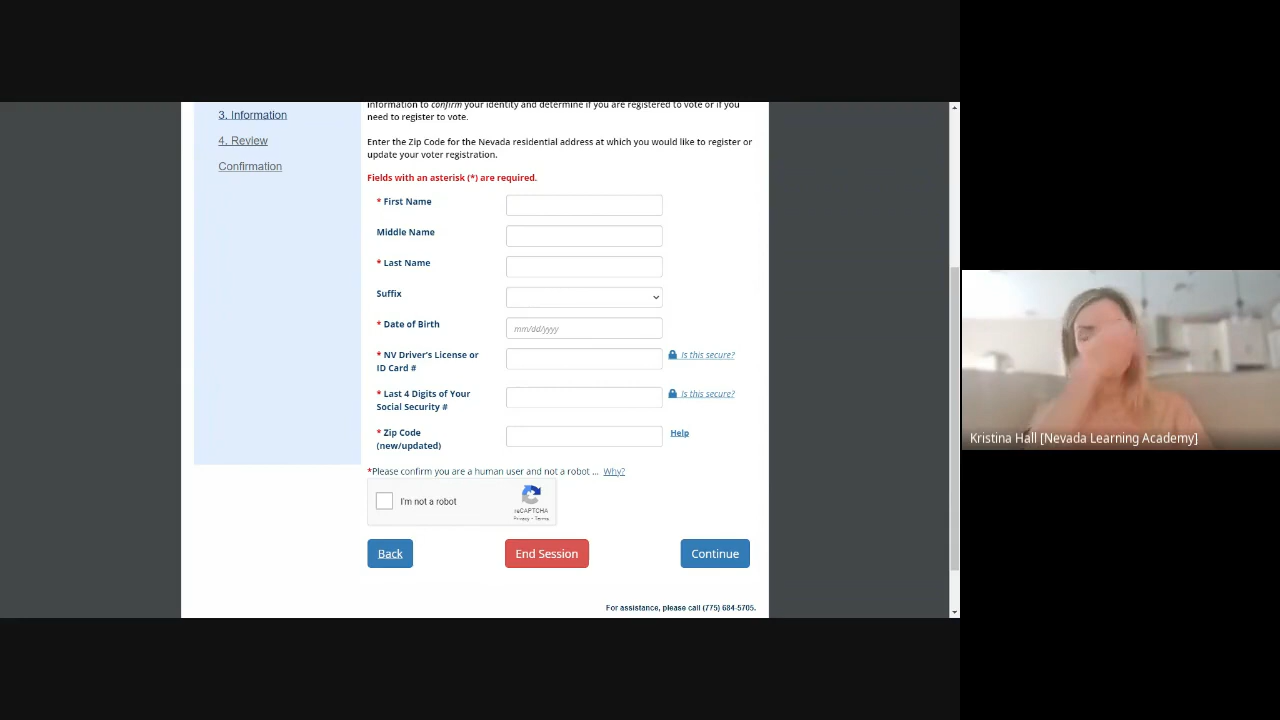 3. Information
4. Review
Confirmation
information to confirm your identity and determine if you are registered to vote or if you
need to register to vote.
Enter the Zip Code for the Nevada residential address at which you would like to register or
update your voter registration.
Fields with an asterisk (*) are required.
* First Name
Middle Name
* Last Name
Suffix
* Date of Birth
mm/dd/yyyy
* NV Driver's License or
ID Card #
Is this secure?
* Last 4 Digits of Your
Social Security #
Is this secure?
* Zip Code
(new/updated)
Help
*Please confirm you are a human user and not a robot ... Why?
I'm not a robot
reCAPTCHA
Privacy - Terms
Back
End Session
Continue
For assistance, please call (775) 684-5705.
Kristina Hall [Nevada Learning Academy]